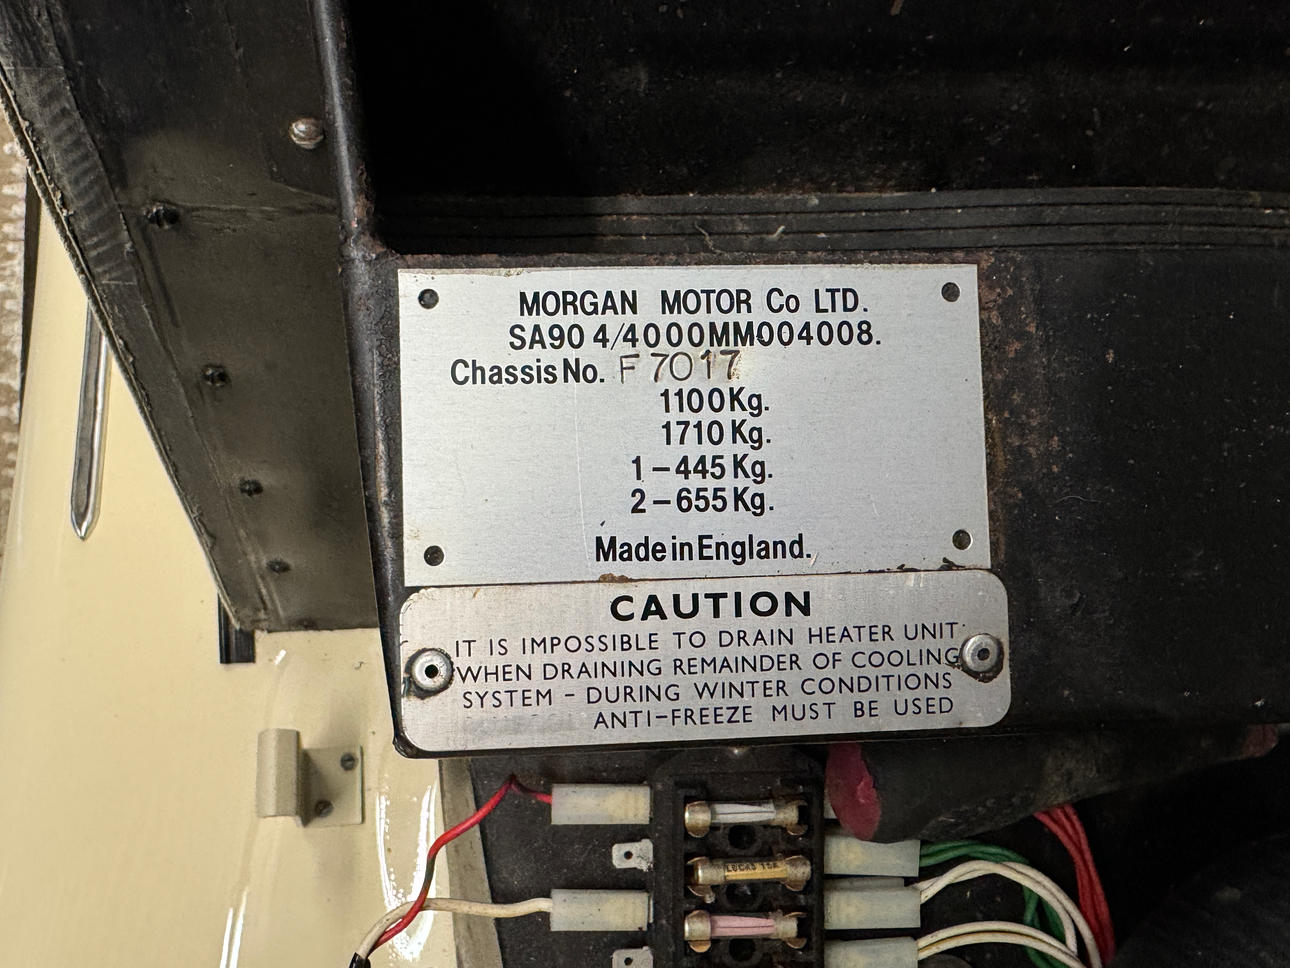 MORGAN MOTOR Co LTD.
SA90 4/4000MM004008.
Chassis No. F7017
1100Kg.
1710Kg.
1-445Kg.
2-655Kg.
Made in England.
CAUTION
IT IS IMPOSSIBLE TO DRAIN HEATER UNIT
WHEN DRAINING REMAINDER OF COOLING
SYSTEM - DURING WINTER CONDITIONS
ANTI-FREEZE MUST BE USED
LUCAS